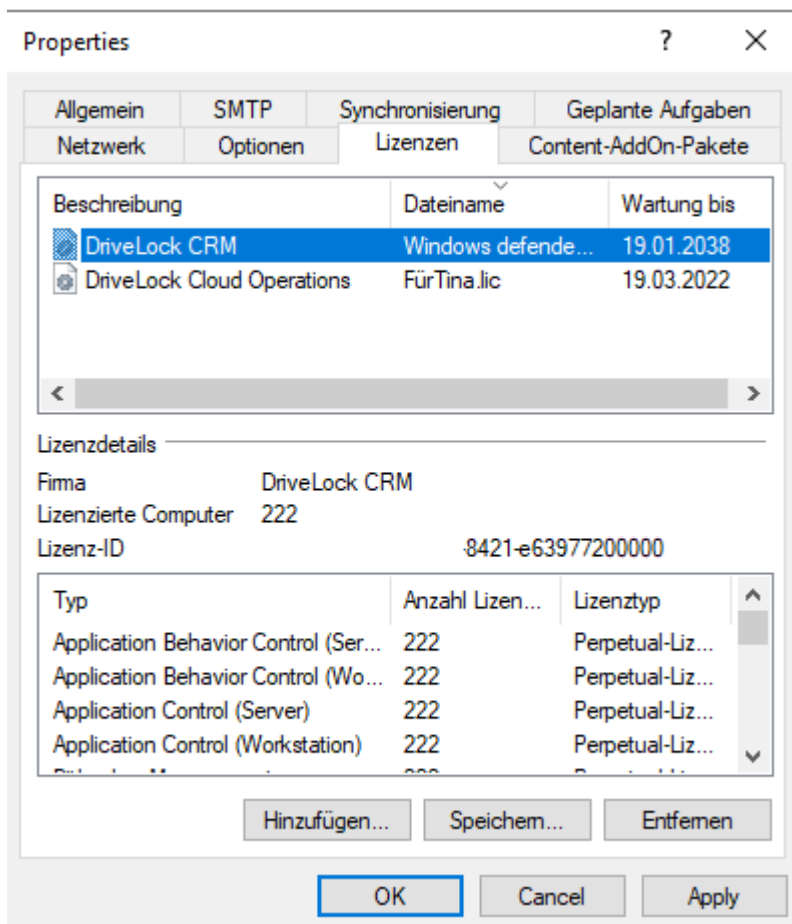 Properties ? ×
Allgemein SMTP Synchronisierung Geplante Aufgaben
Netzwerk Optionen Lizenzen Content-AddOn-Pakete
Beschreibung Dateiname Wartung bis
DriveLock CRM Windows defende... 19.01.2038
DriveLock Cloud Operations FürTina.lic 19.03.2022
Lizenzdetails
Firma DriveLock CRM
Lizenzierte Computer 222
Lizenz-ID -8421-e63977200000
Typ Anzahl Lizen... Lizenztyp
Application Behavior Control (Ser... 222 Perpetual-Liz...
Application Behavior Control (Wo... 222 Perpetual-Liz...
Application Control (Server) 222 Perpetual-Liz...
Application Control (Workstation) 222 Perpetual-Liz...
Hinzufügen... Speichern... Entfernen
OK Cancel Apply